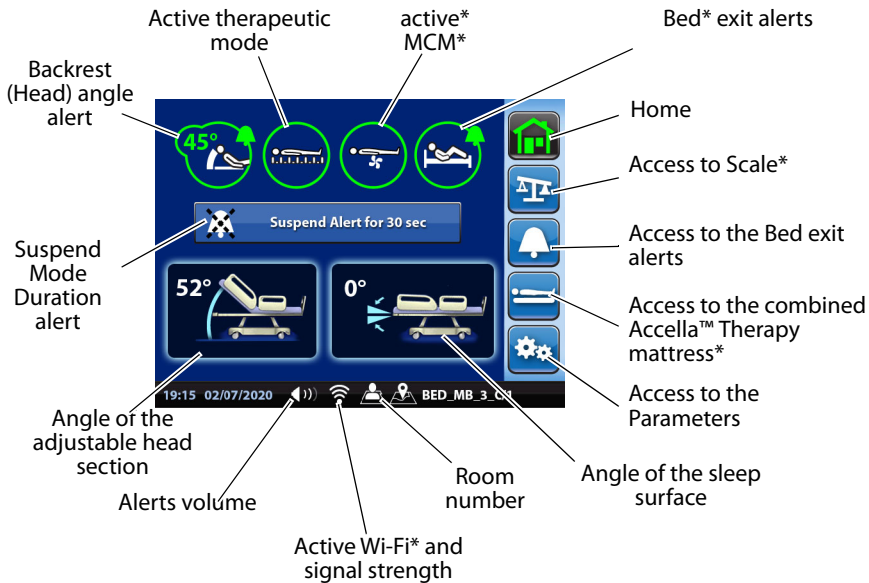 Active therapeutic
mode
active*
MCM*
Bed* exit alerts
Backrest
(Head) angle
alert
Home
45°
Access to Scale*
Suspend Alert for 30 sec
Access to the Bed exit
alerts
Suspend
Mode
Duration
alert
52°
0°
Access to the combined
Accella™ Therapy
mattress*
Access to the
Parameters
19:15 02/07/2020
BED_MB_3_C
Angle of the
adjustable head
section
Alerts volume
Room
number
Angle of the sleep
surface
Active Wi-Fi* and
signal strength